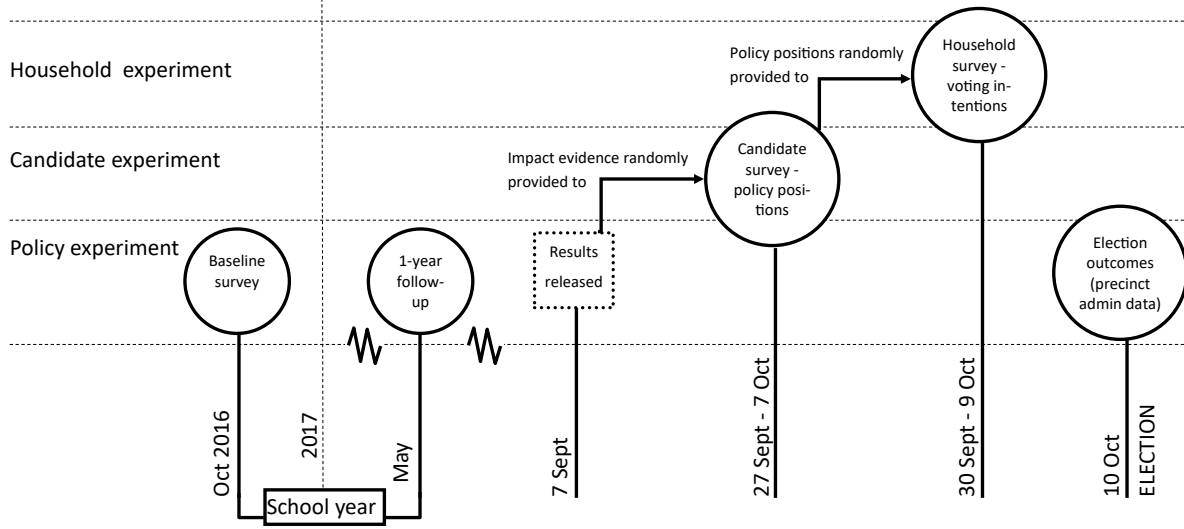 Household experiment
Policy positions randomly
provided to
Household
survey -
voting in-
tentions
Candidate experiment
Impact evidence randomly
provided to
Candidate
survey -
policy posi-
tions
Policy experiment
Baseline
survey
1-year
follow-
up
Results
released
Election
outcomes
(precinct
admin data)
Oct 2016
2017
May
7 Sept
27 Sept - 7 Oct
30 Sept - 9 Oct
10 Oct
ELECTION
School year